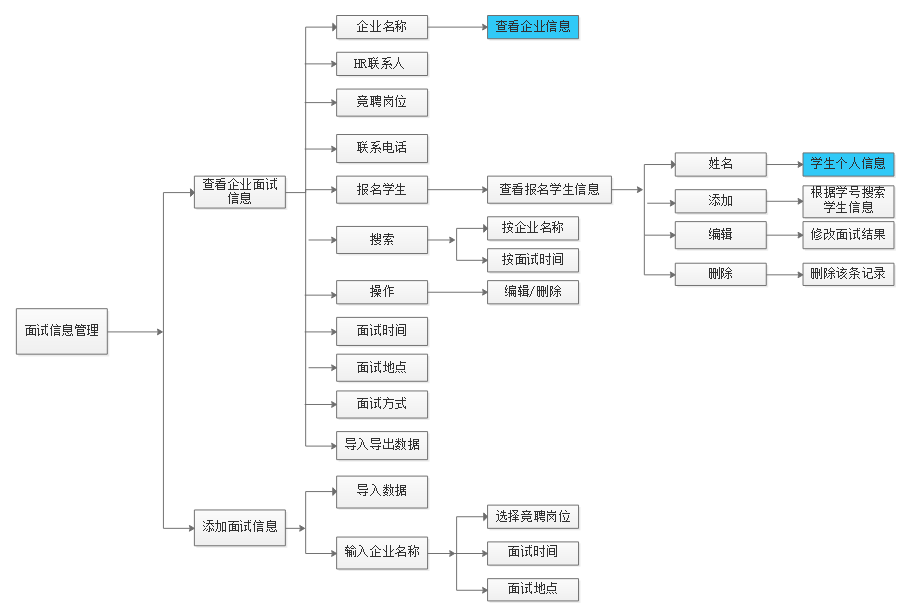 企业名称
查看企业信息
HR联系人
竟聘岗位
联系电话
姓名
学生个人信息
查看企业面试
信息
报名学生
查看报名学生信息
添加
根据学号搜索
学生信息
搜索
按企业名称
编辑
修改面试结果
按面试时间
删除
删除该条记录
操作
编辑/删除
面试信息管理
面试时间
面试地点
面试方式
导入导出数据
导入数据
添加面试信息
选择竟聘岗位
输入企业名称
面试时间
面试地点